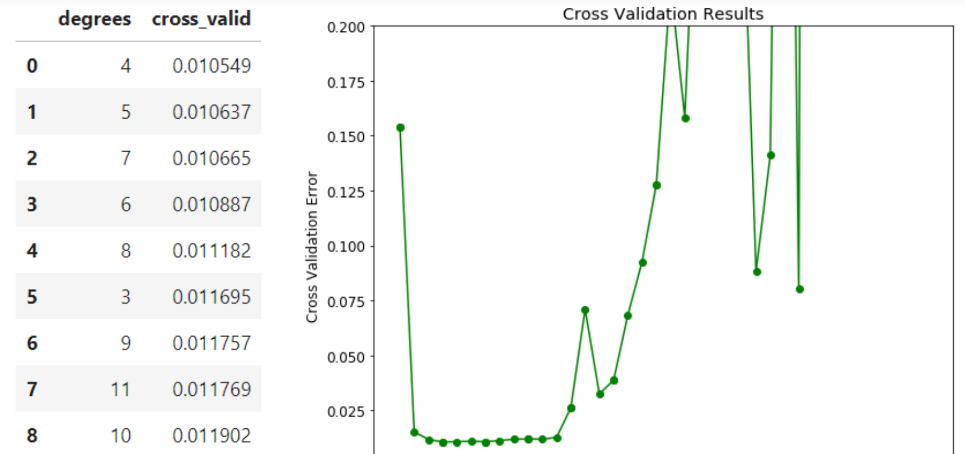 degrees cross_valid
0 4 0.010549
1 5 0.010637
2 7 0.010665
3 6 0.010887
4 8 0.011182
5 3 0.011695
6 9 0.011757
7 11 0.011769
8 10 0.011902
Cross Validation Results
Cross Validation Error
0.200
0.175
0.150
0.125
0.100
0.075
0.050
0.025